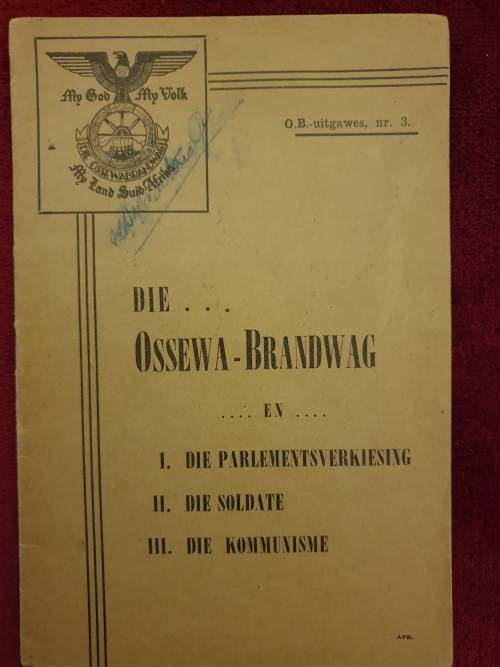 My God My Volk
DIE OSSEWABRANDWAG
My Land Suid-Afrika
O.B.-uitgawes, nr. 3.
DIE . . .
OSSEWA-BRANDWAG
.... EN ....
I. DIE PARLEMENTSVERKIESING
II. DIE SOLDATE
III. DIE KOMMUNISME
APB.